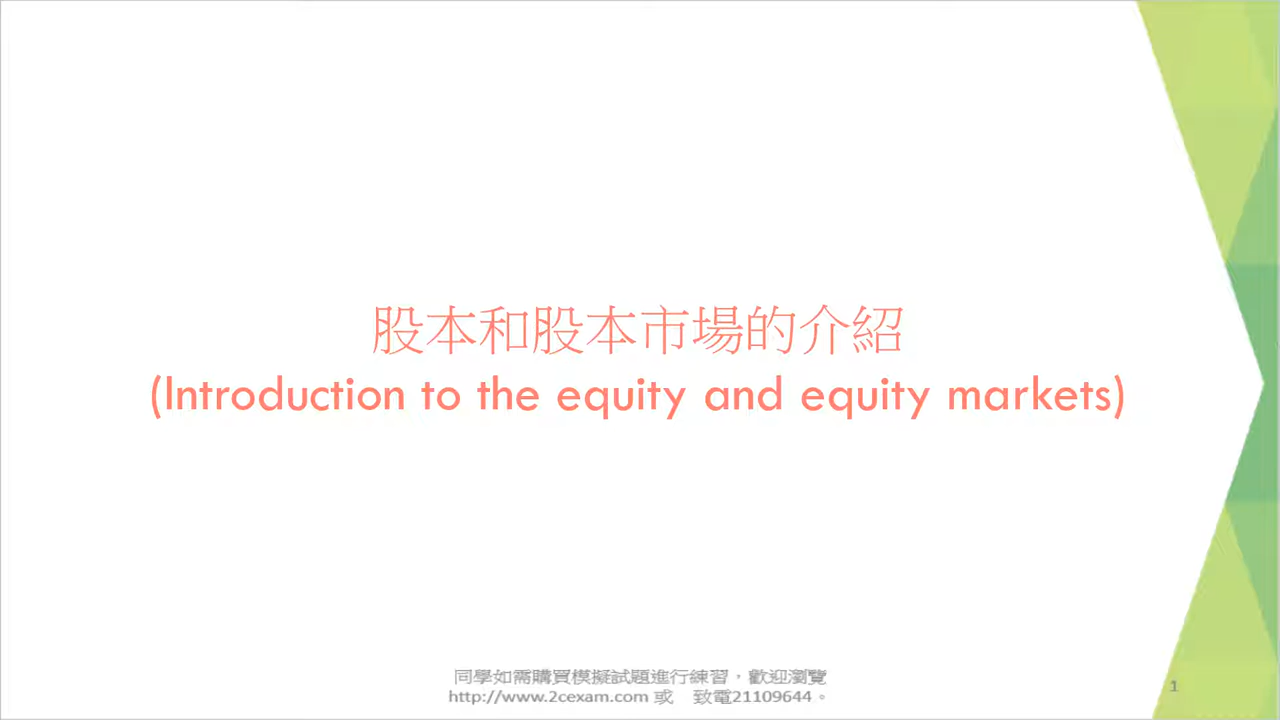 股本和股本市場的介紹
(Introduction to the equity and equity markets)
同學如需購買模擬試題進行練習，歡迎瀏覽
http://www.2cexam.com 或　致電21109644。
1